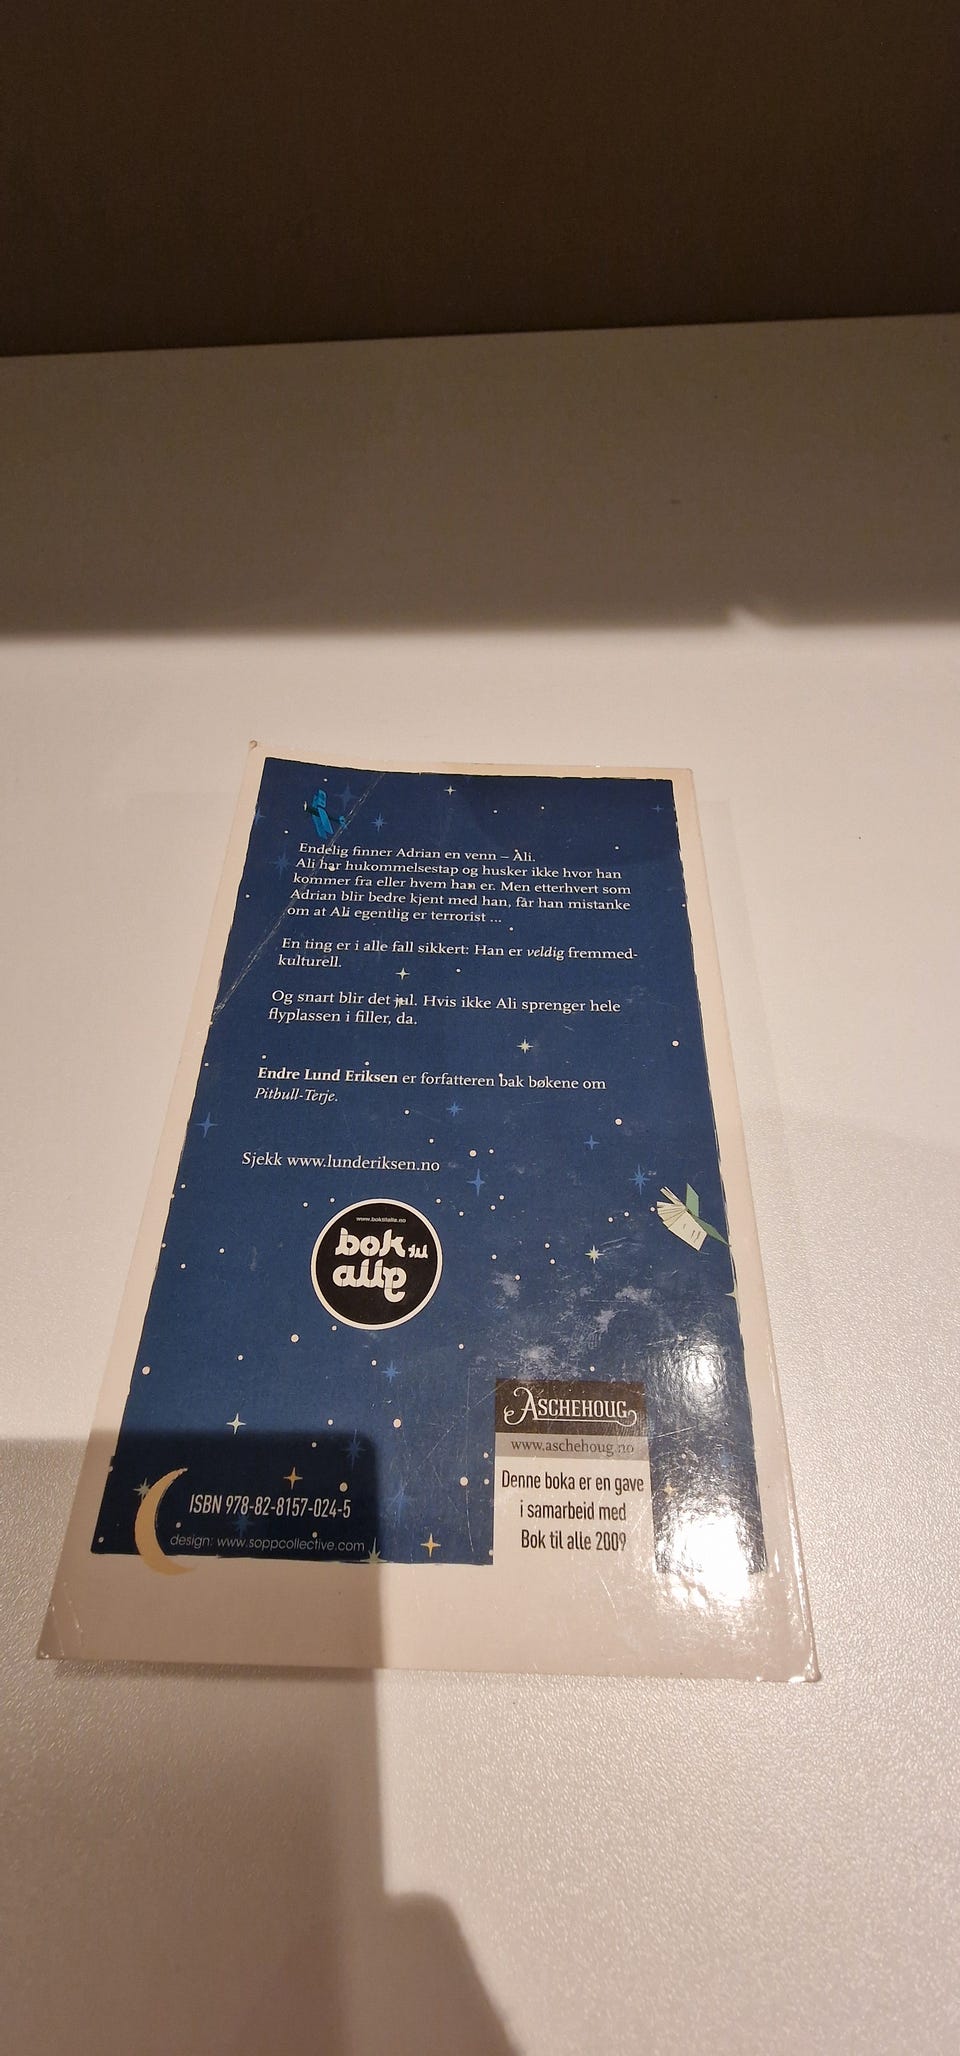 Endelig finner Adrian en venn – Ali.
Ali har hukommelsestap og husker ikke hvor han
kommer fra eller hvem han er. Men etterhvert som
Adrian blir bedre kjent med han, får han mistanke
om at Ali egentlig er terrorist ...
En ting er i alle fall sikkert: Han er veldig fremmed-
kulturell.
Og snart blir det jul. Hvis ikke Ali sprenger hele
flyplassen i filler, da.
Endre Lund Eriksen er forfatteren bak bøkene om
Pitbull-Terje.
Sjekk www.lunderiksen.no
www.boktilalle.no
bok til
alle
ASCHEHOUG
www.aschehoug.no
Denne boka er en gave
i samarbeid med
Bok til alle 2009
ISBN 978-82-8157-024-5
design: www.soppcollective.com